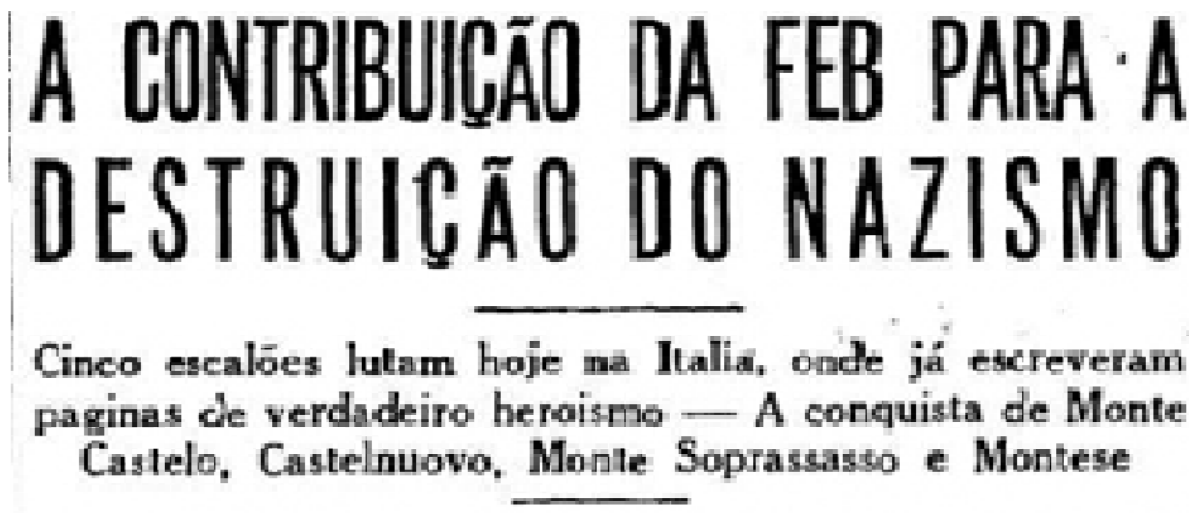 A CONTRIBUIÇÃO DA FEB PARA A
DESTRUIÇÃO DO NAZISMO
Cinco escalões lutam hoje na Italia, onde já escreveram
paginas de verdadeiro heroismo — A conquista de Monte
Castelo, Castelnuovo, Monte Soprassasso e Montese